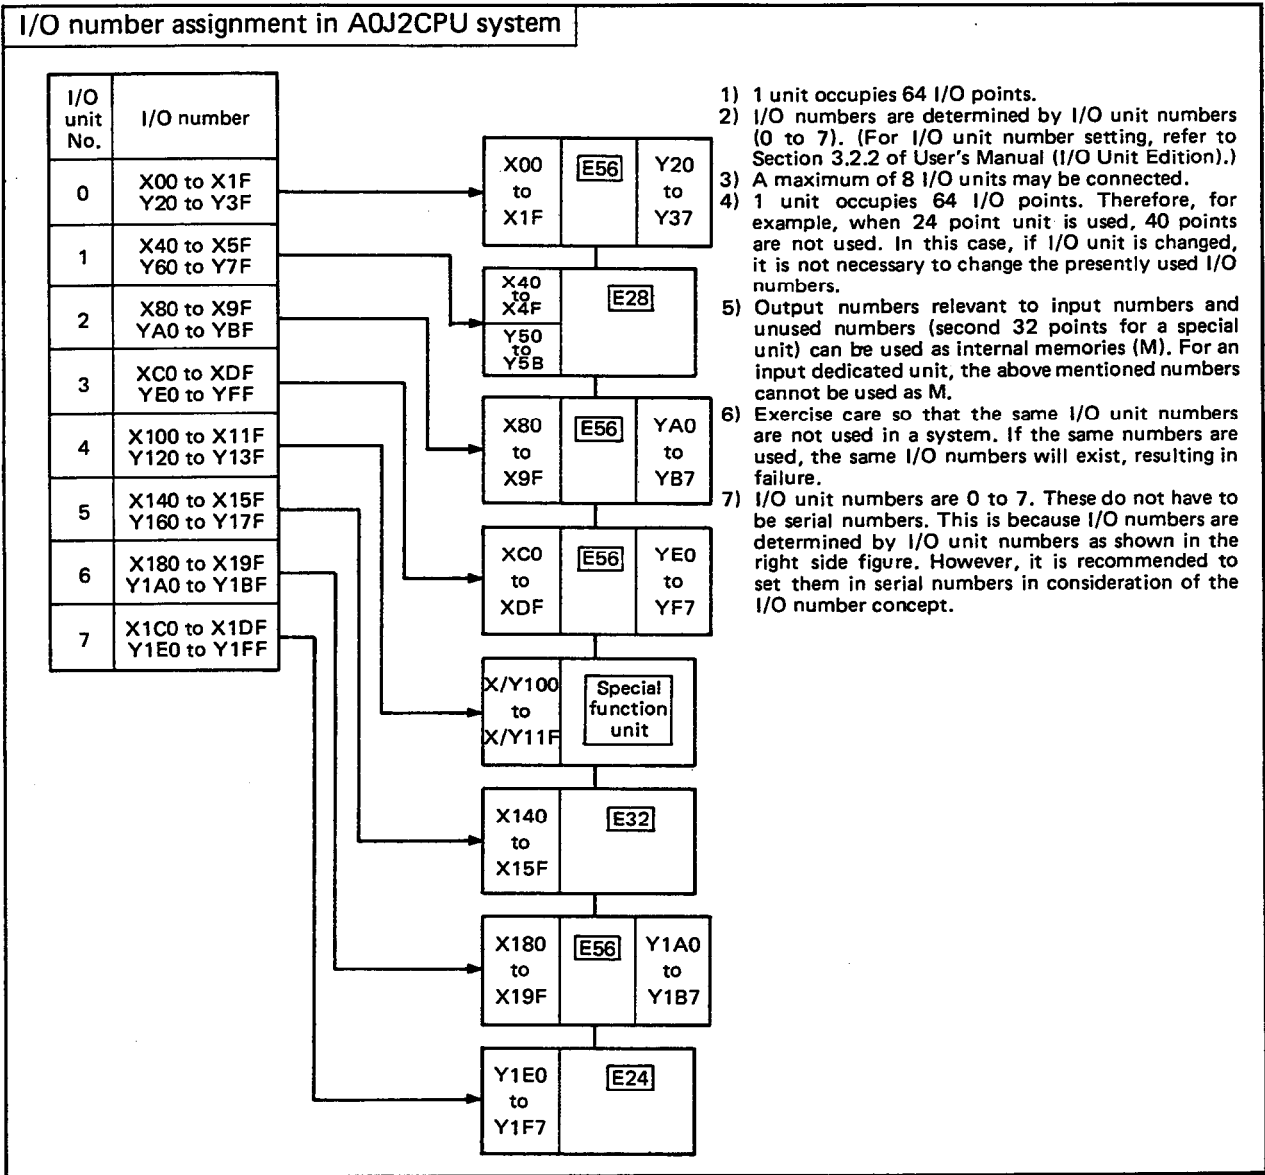 I/O number assignment in A0J2CPU system
I/O
unit
No.
I/O number
0
X00 to X1F
Y20 to Y3F
1
X40 to X5F
Y60 to Y7F
2
X80 to X9F
YA0 to YBF
3
XC0 to XDF
YE0 to YFF
4
X100 to X11F
Y120 to Y13F
5
X140 to X15F
Y160 to Y17F
6
X180 to X19F
Y1A0 to Y1BF
7
X1C0 to X1DF
Y1E0 to Y1FF
X00
to
X1F
E56
Y20
to
Y37
X40
to
X4F
Y50
to
Y5B
E28
X80
to
X9F
E56
YA0
to
YB7
XC0
to
XDF
E56
YE0
to
YF7
X/Y100
to
X/Y11F
Special
function
unit
X140
to
X15F
E32
X180
to
X19F
E56
Y1A0
to
Y1B7
Y1E0
to
Y1F7
E24
1) 1 unit occupies 64 I/O points.
2) I/O numbers are determined by I/O unit numbers
(0 to 7). (For I/O unit number setting, refer to
Section 3.2.2 of User's Manual (I/O Unit Edition).)
3) A maximum of 8 I/O units may be connected.
4) 1 unit occupies 64 I/O points. Therefore, for
example, when 24 point unit is used, 40 points
are not used. In this case, if I/O unit is changed,
it is not necessary to change the presently used I/O
numbers.
5) Output numbers relevant to input numbers and
unused numbers (second 32 points for a special
unit) can be used as internal memories (M). For an
input dedicated unit, the above mentioned numbers
cannot be used as M.
6) Exercise care so that the same I/O unit numbers
are not used in a system. If the same numbers are
used, the same I/O numbers will exist, resulting in
failure.
7) I/O unit numbers are 0 to 7. These do not have to
be serial numbers. This is because I/O numbers are
determined by I/O unit numbers as shown in the
right side figure. However, it is recommended to
set them in serial numbers in consideration of the
I/O number concept.